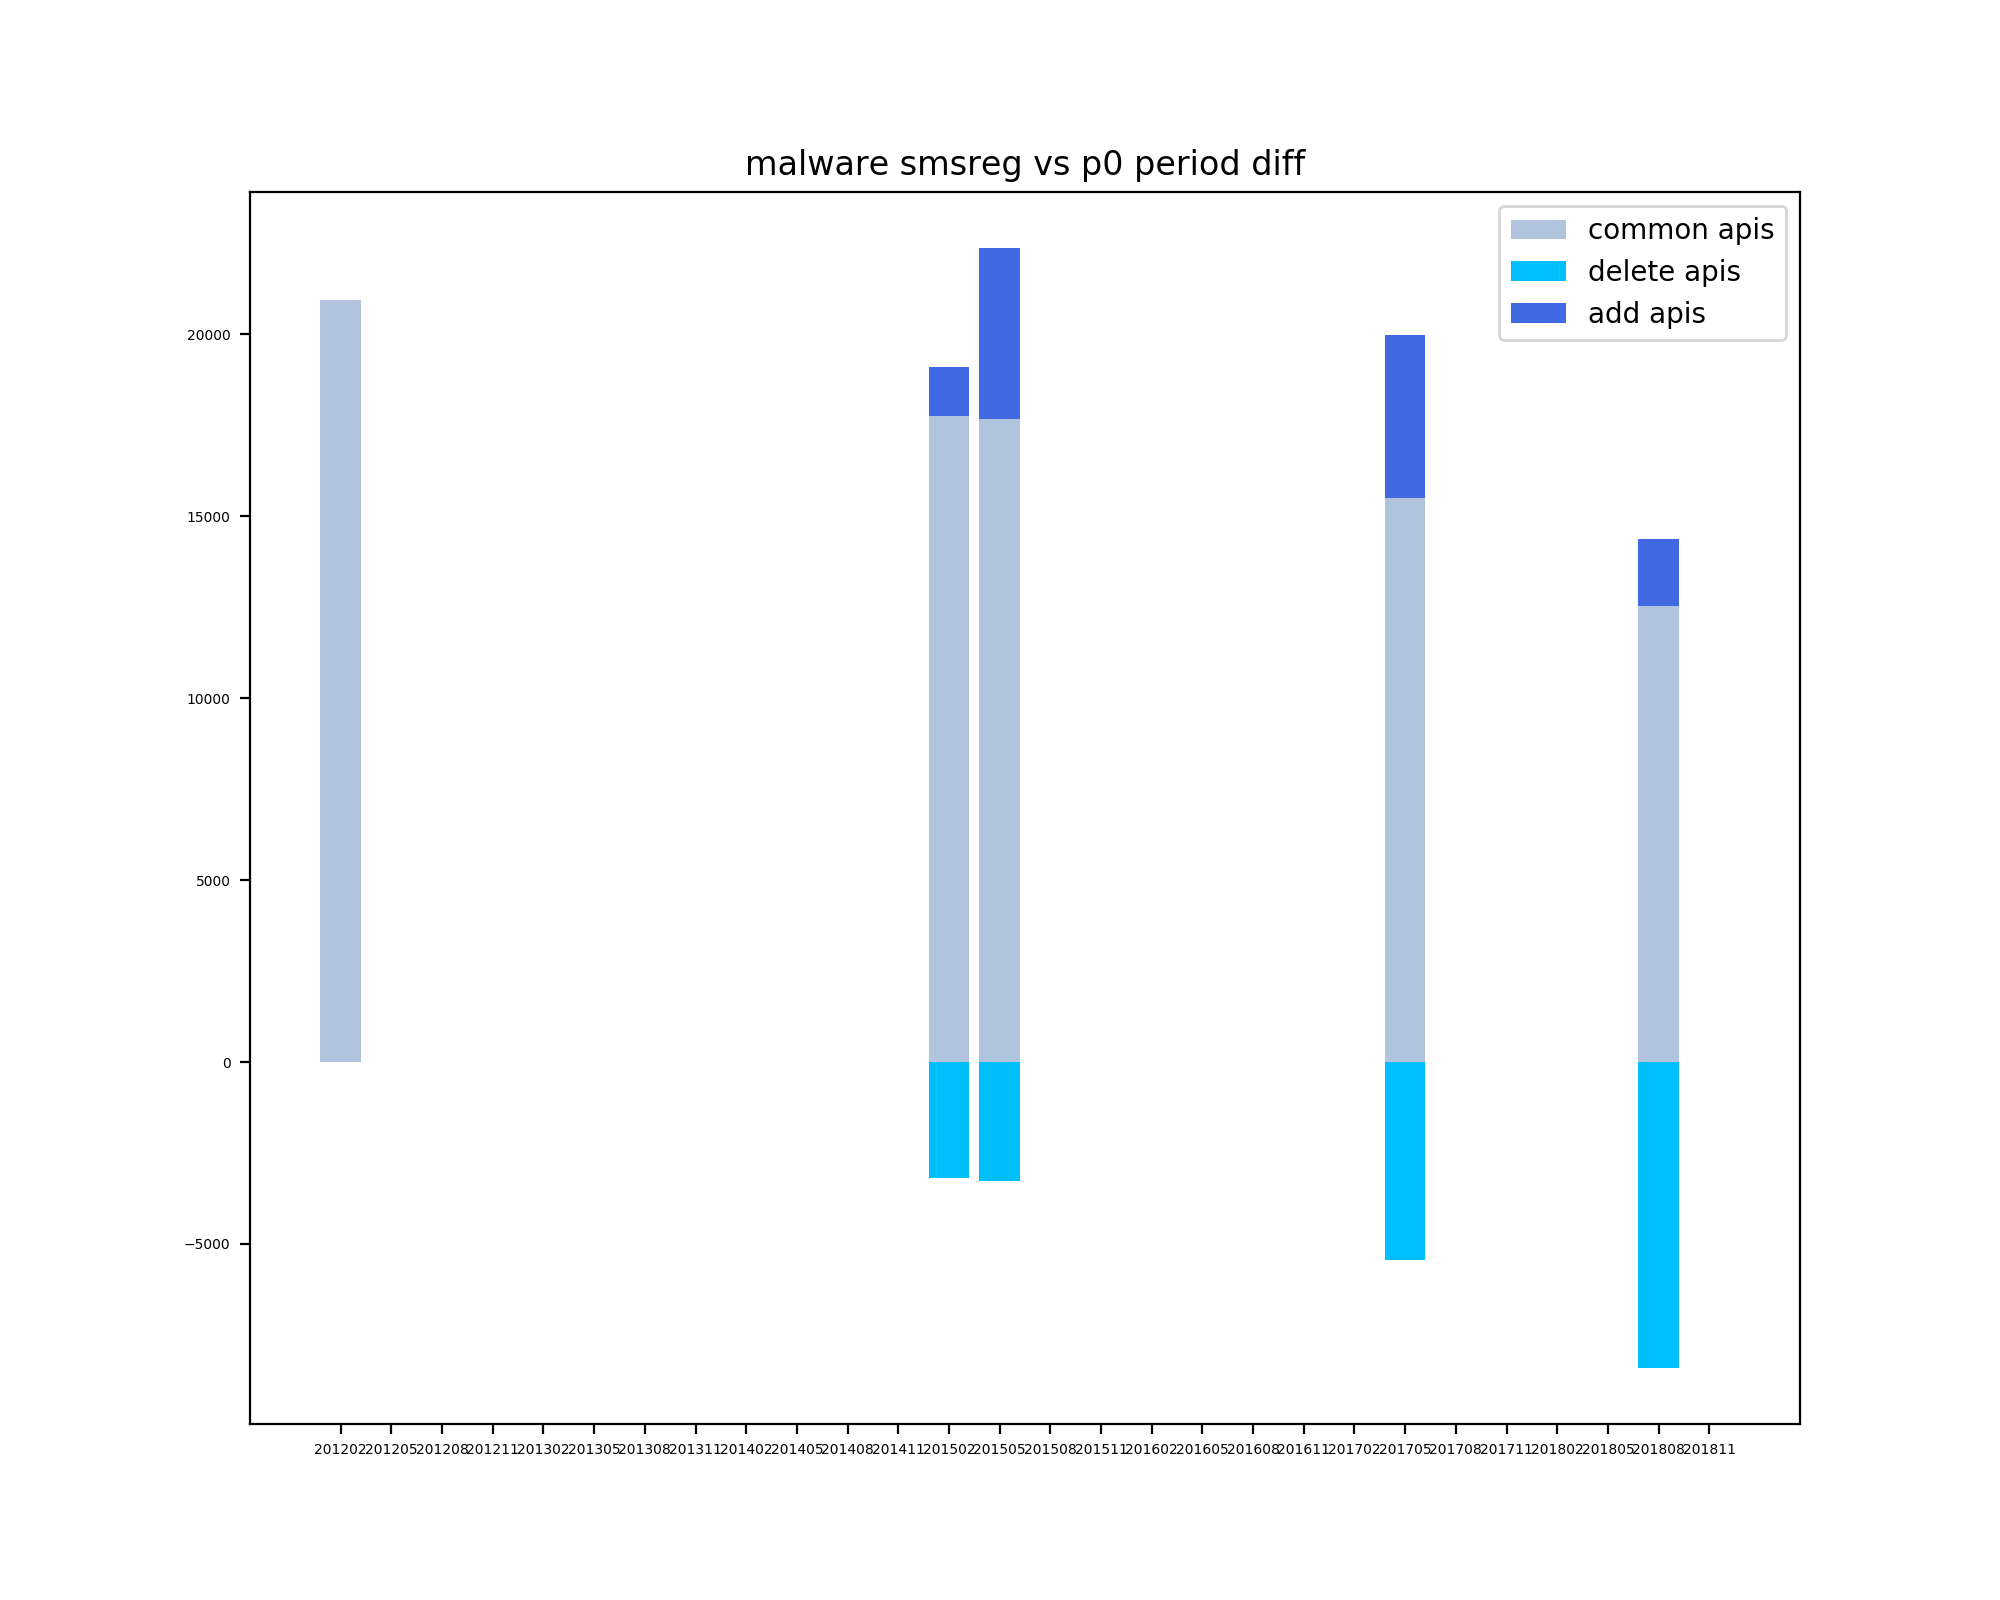 malware smsreg vs p0 period diff
common apis
delete apis
add apis
20000
15000
10000
5000
0
−5000
201202 201205 201208 201211 201302 201305 201308 201311 201402 201405 201408 201411 201502 201505 201508 201511 201602 201605 201608 201611 201702 201705 201708 201711 201802 201805 201808 201811